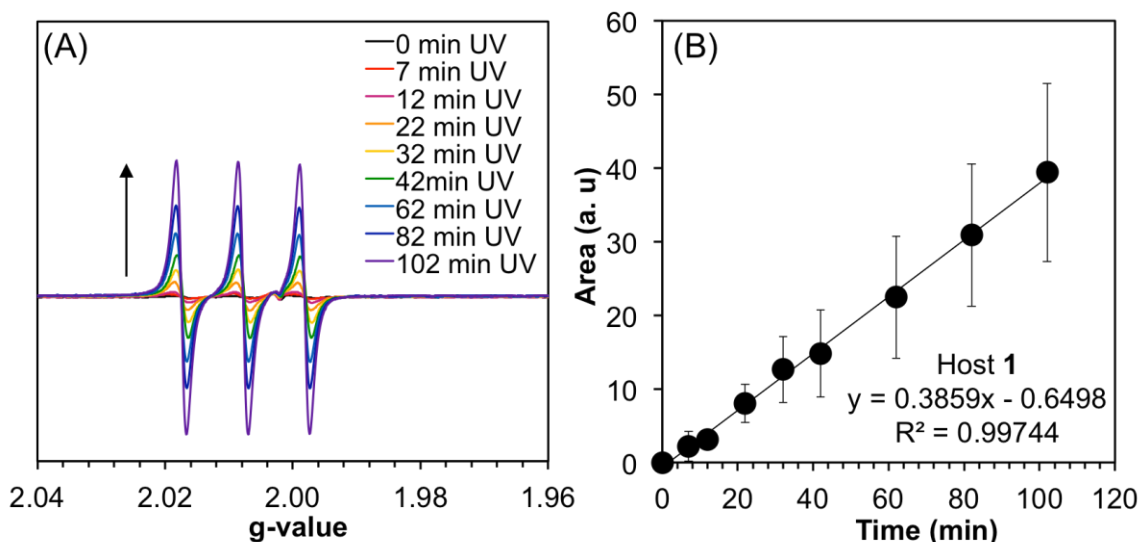 (A)
0 min UV
7 min UV
12 min UV
22 min UV
32 min UV
42min UV
62 min UV
82 min UV
102 min UV
2.04 2.02 2.00 1.98 1.96
g-value
(B)
60
50
40
30
20
10
0
Area (a. u)
Host 1
y = 0.3859x - 0.6498
R² = 0.99744
0 20 40 60 80 100 120
Time (min)